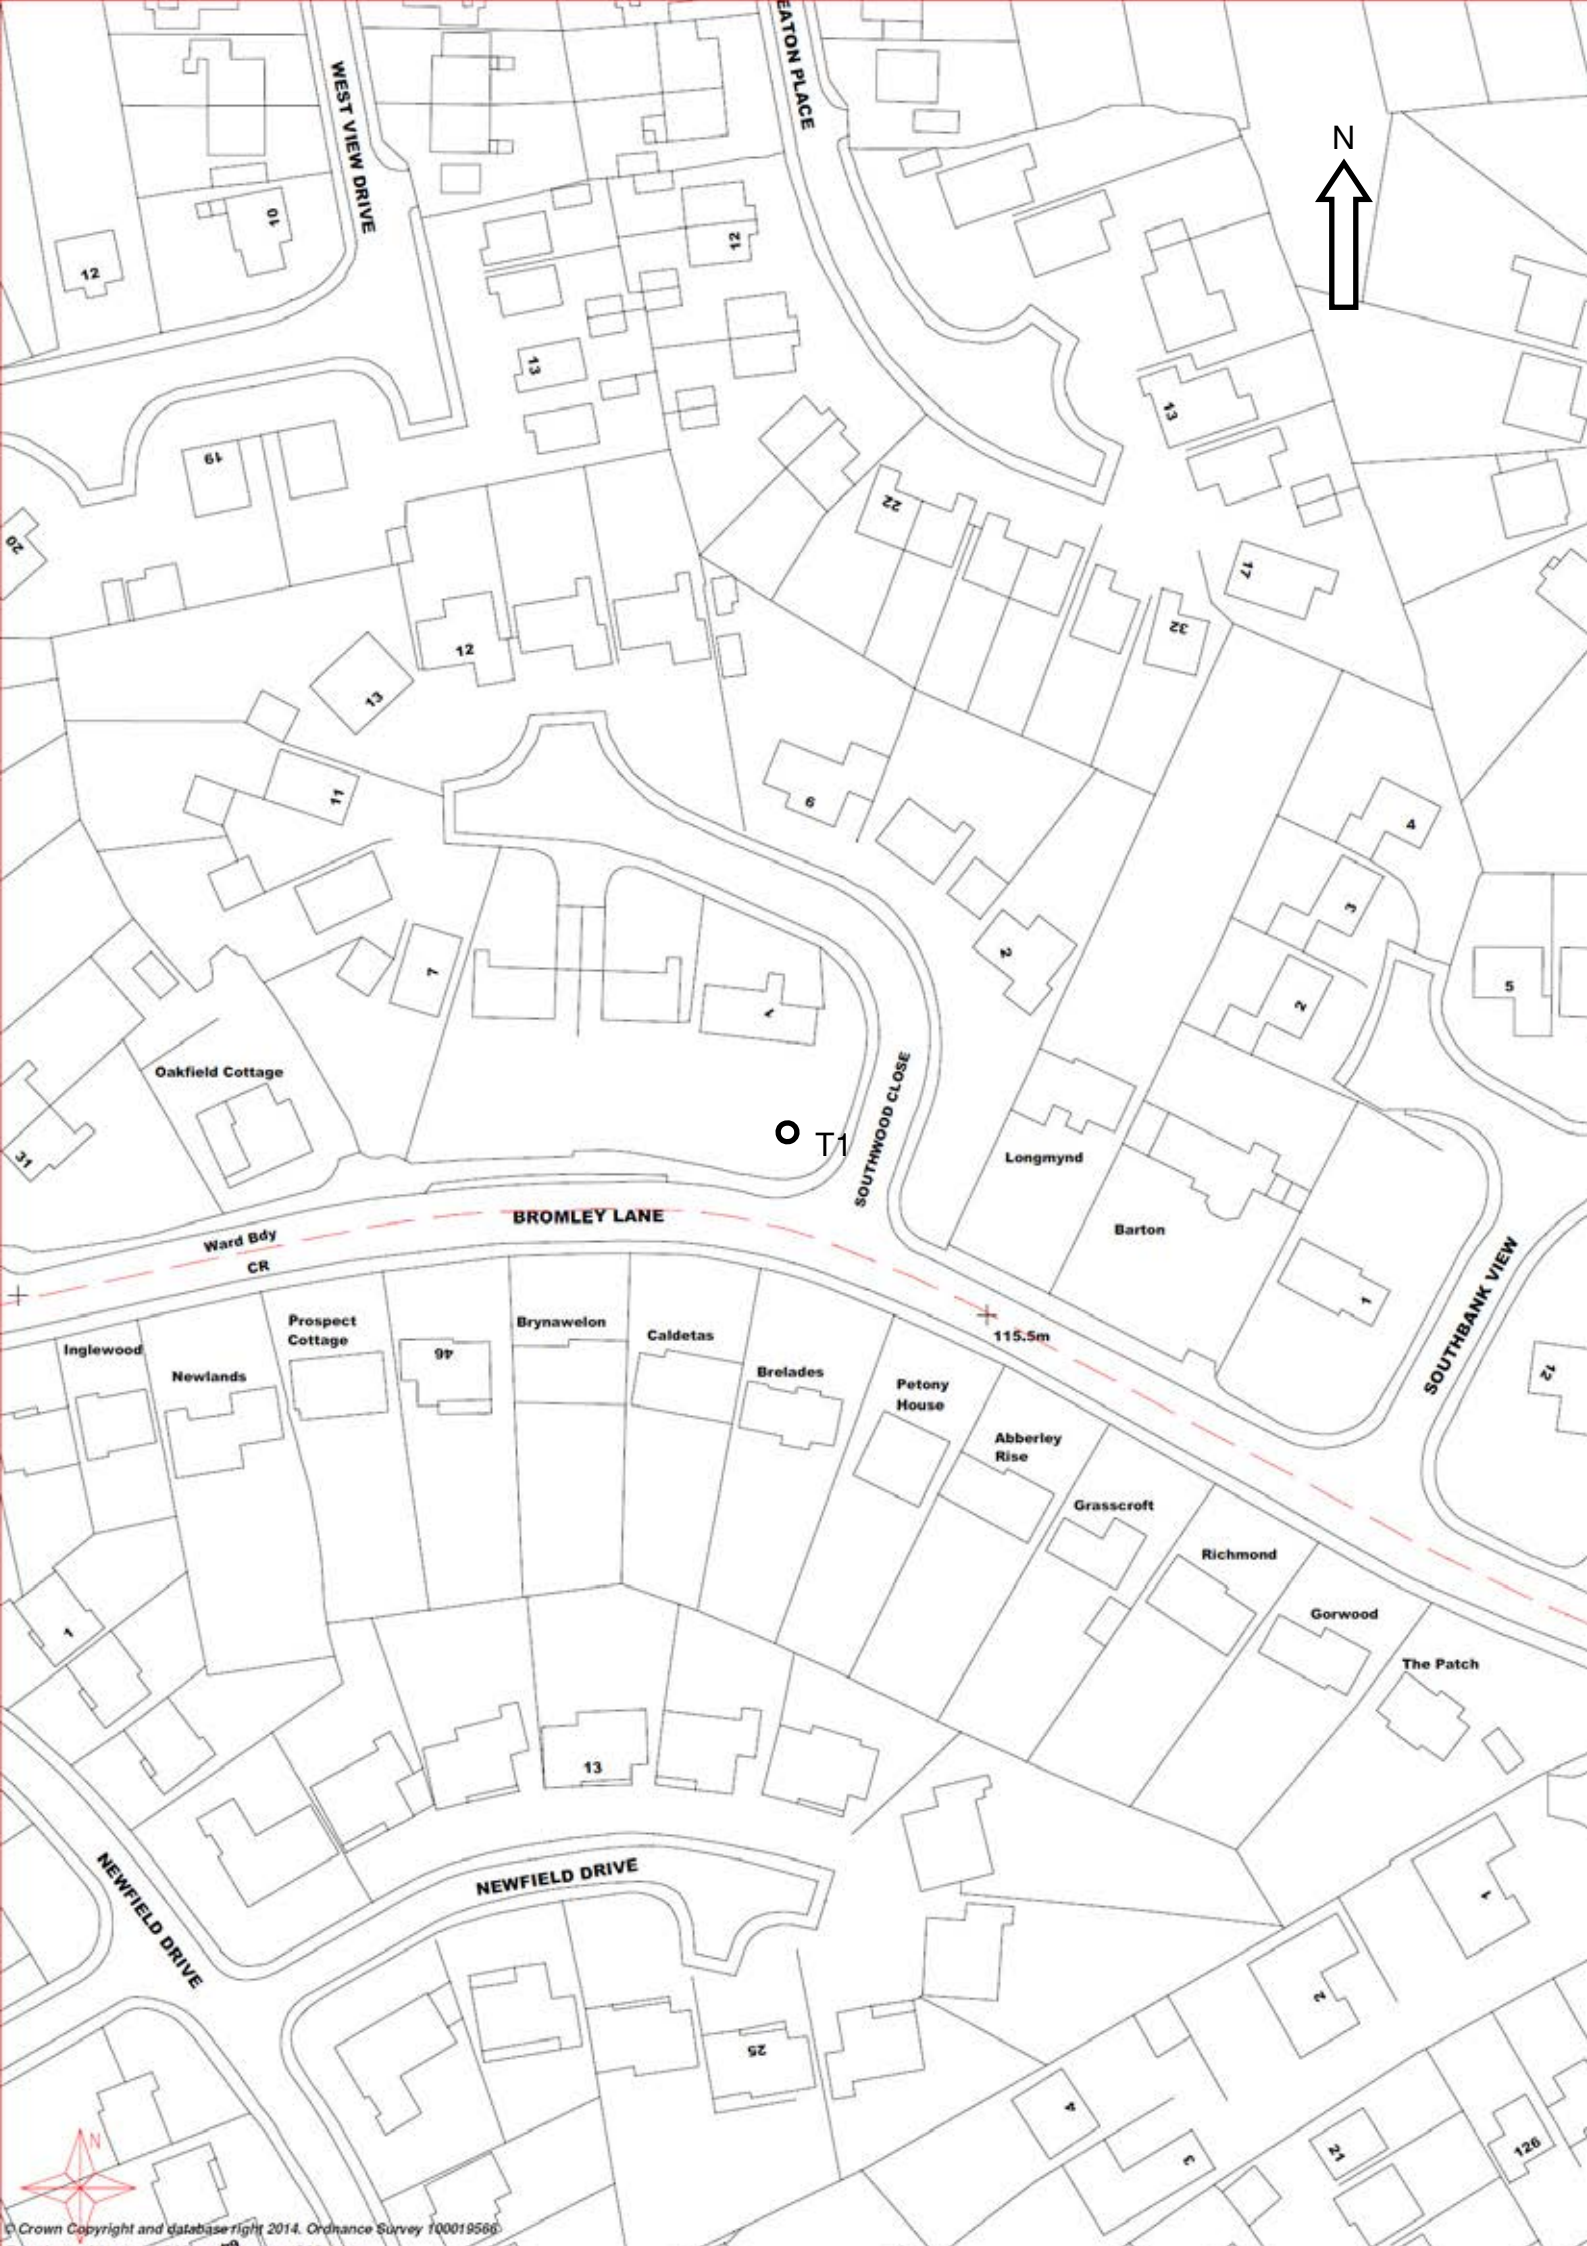 EATON PLACE
WEST VIEW DRIVE
N
10
12
12
13
13
19
22
20
17
32
12
13
6
11
4
3
2
2
5
7
1
Oakfield Cottage
SOUTHWOOD CLOSE
T1
31
Longmynd
BROMLEY LANE
Ward Bdy
CR
Barton
SOUTHBANK VIEW
1
115.5m
Prospect
Cottage
Brynawelon
Caldetas
Inglewood
Newlands
46
Brelades
12
Petony
House
Abberley
Rise
Grasscroft
Richmond
Gorwood
1
The Patch
13
NEWFIELD DRIVE
NEWFIELD DRIVE
1
2
25
4
3
21
126
N
© Crown Copyright and database right 2014. Ordnance Survey 100019566